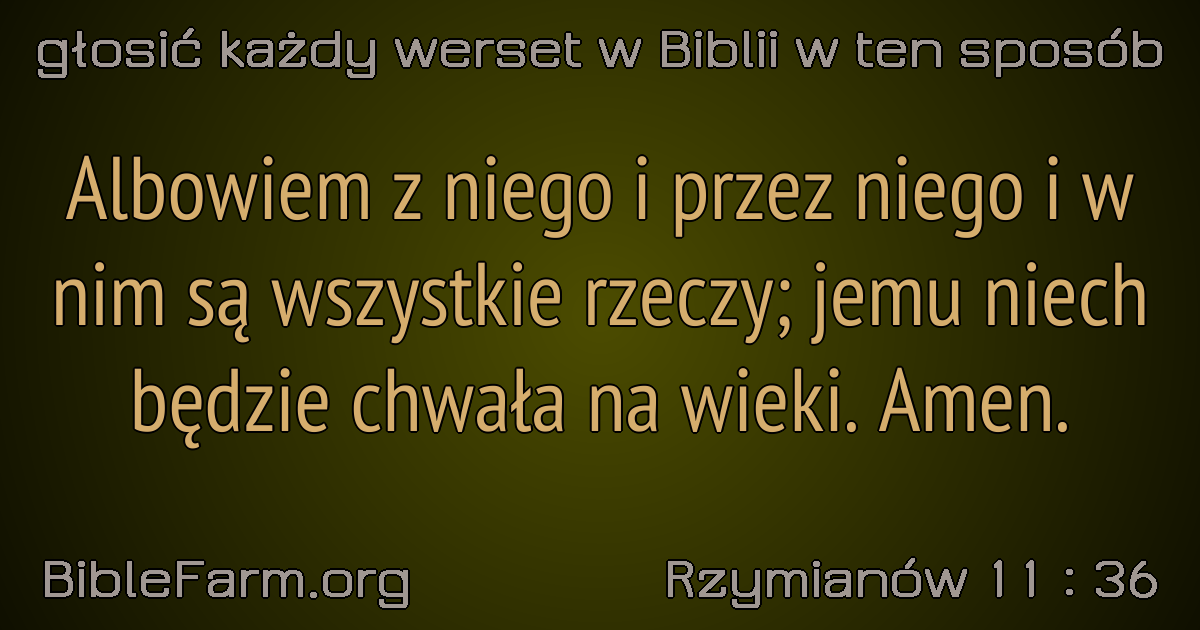 głosić każdy werset w Biblii w ten sposób
Albowiem z niego i przez niego i w
nim są wszystkie rzeczy; jemu niech
będzie chwała na wieki. Amen.
BibleFarm.org
Rzymianów 11 : 36